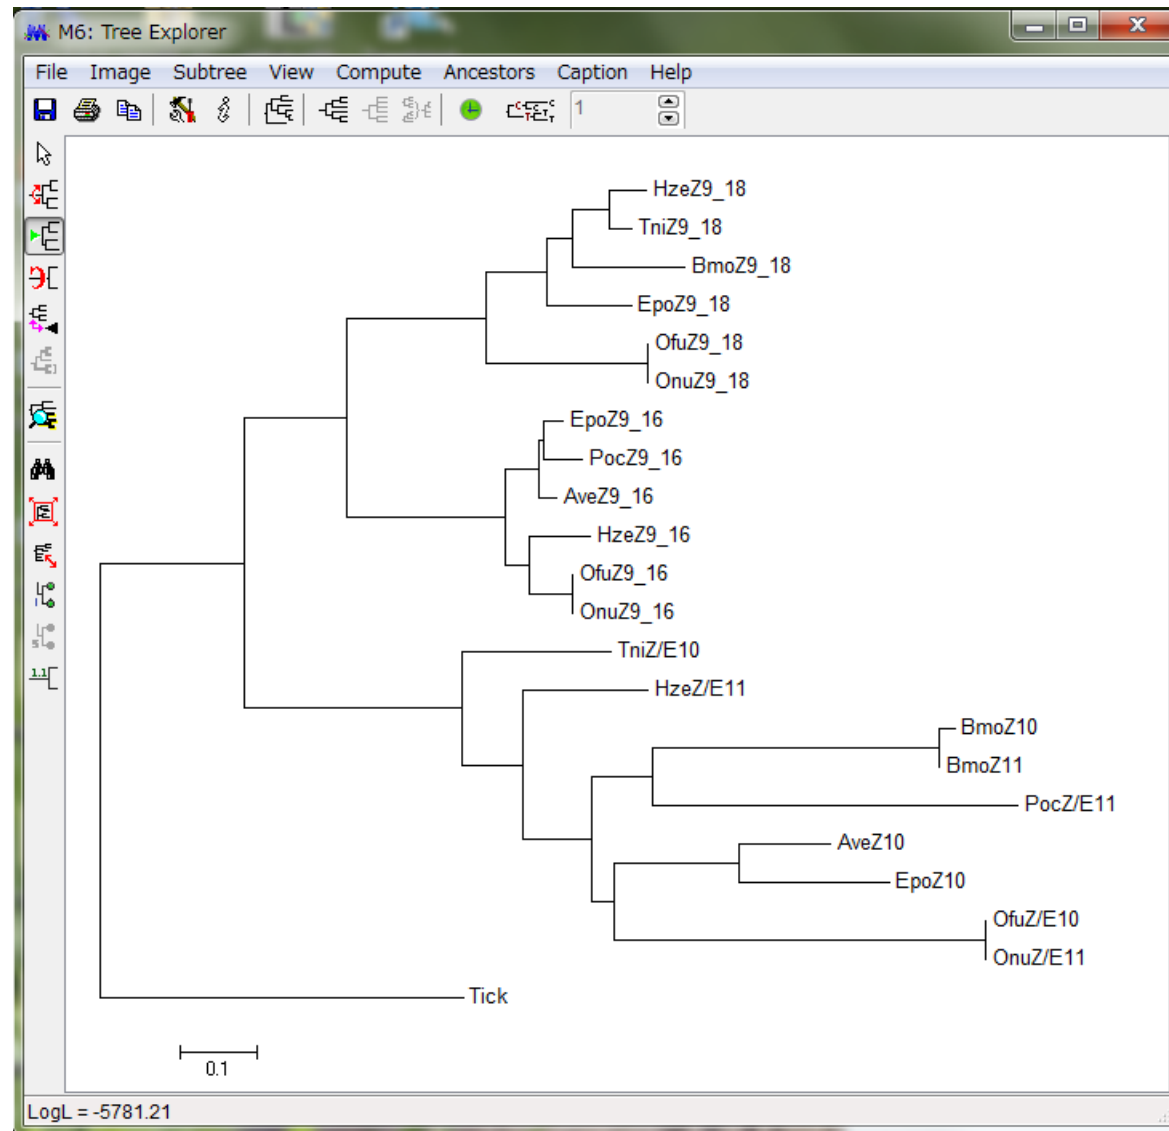 M6: Tree Explorer
File Image Subtree View Compute Ancestors Caption Help
1
HzeZ9_18
TniZ9_18
BmoZ9_18
EpoZ9_18
OfuZ9_18
OnuZ9_18
EpoZ9_16
PocZ9_16
AveZ9_16
HzeZ9_16
OfuZ9_16
OnuZ9_16
TniZ/E10
HzeZ/E11
BmoZ10
BmoZ11
PocZ/E11
AveZ10
EpoZ10
OfuZ/E10
OnuZ/E11
Tick
0.1
LogL = -5781.21